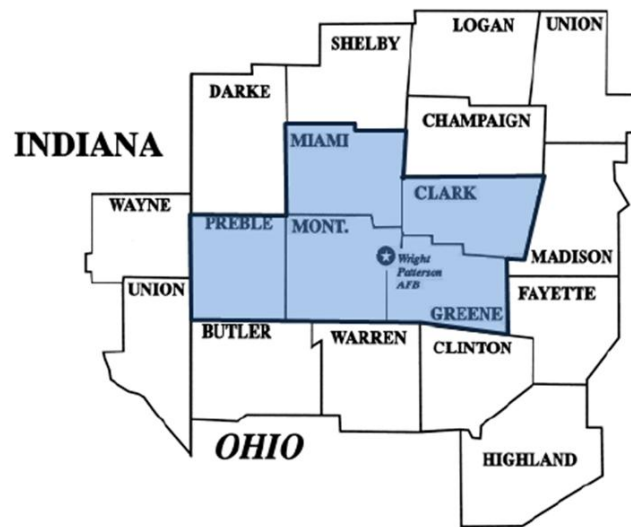 LOGAN
UNION
SHELBY
DARKE
CHAMPAIGN
INDIANA
MIAMI
CLARK
WAYNE
PREBLE
MONT.
MADISON
Wright
Patterson
AFB
UNION
FAYETTE
GREENE
BUTLER
WARREN
CLINTON
OHIO
HIGHLAND